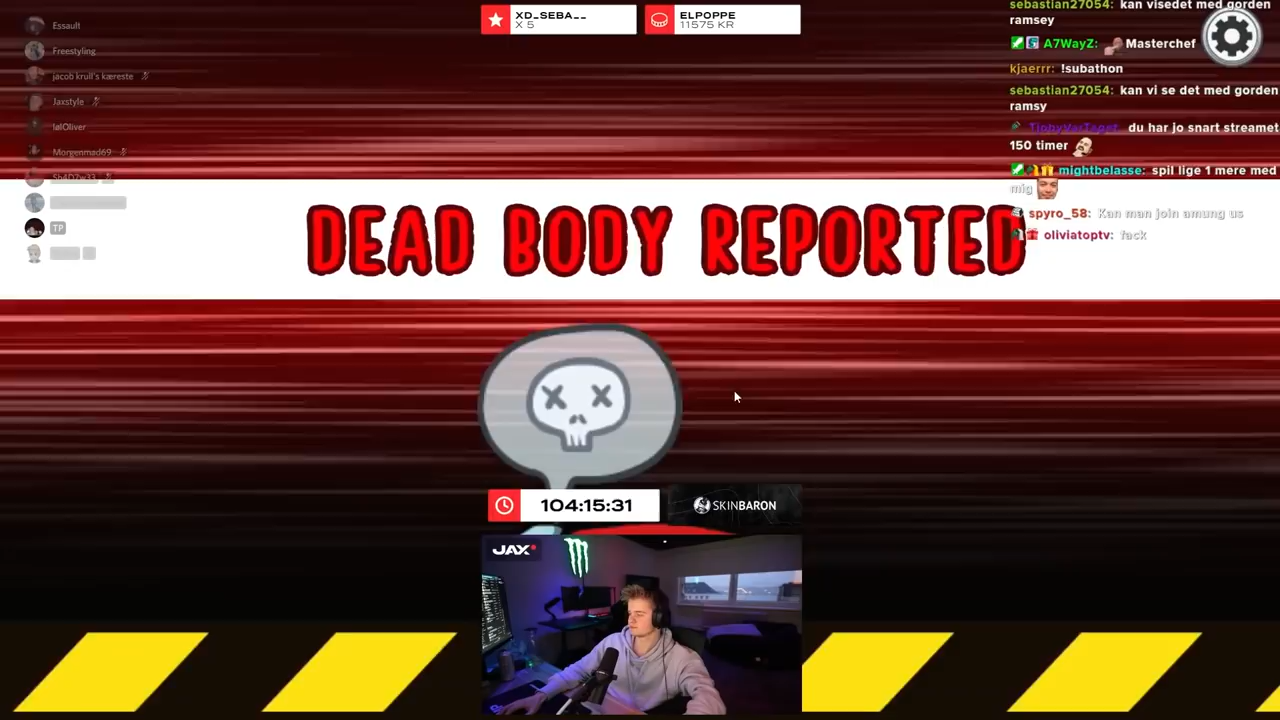 Essault
Freestyling
jacob krull's kæreste
Jaxstyle
lølOliver
Morgenmad69
Sh4D7w33
TP
XD_SEBA__
X 5
ELPOPPE
11575 KR
sebastian27054: kan visedet med gorden
ramsey
A7WayZ: Masterchef
kjaerrr: !subathon
sebastian27054: kan vi se det med gorden
ramsy
du har jo snart streamet
150 timer
mightbelasse: spil lige 1 mere med
mig
spyro_58: Kan man join amung us
oliviatoptv: fack
DEAD BODY REPORTED
104:15:31
SKINBARON
JAX